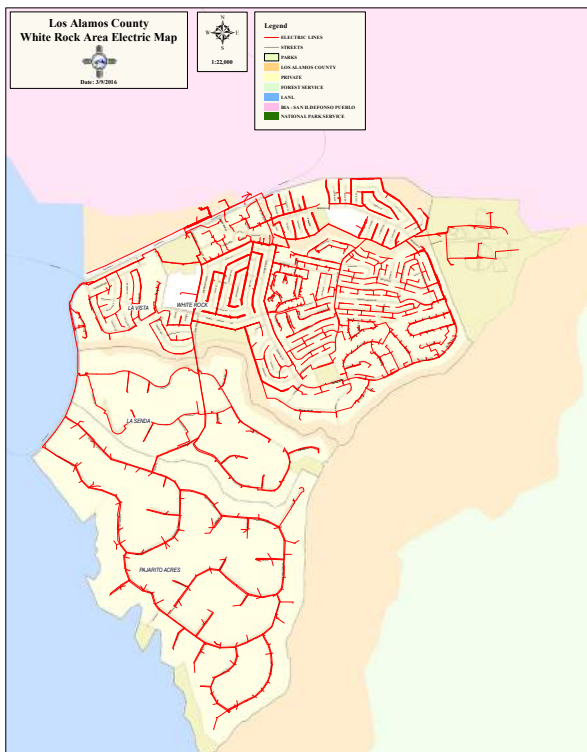 Los Alamos County
White Rock Area Electric Map
Date: 3/9/2016
N
W
E
S
1:22,000
Legend
ELECTRIC LINES
STREETS
PARKS
LOS ALAMOS COUNTY
PRIVATE
FOREST SERVICE
LANL
BIA - SAN ILDEFONSO PUEBLO
NATIONAL PARK SERVICE
LA VISTA
WHITE ROCK
LA SENDA
PAJARITO ACRES